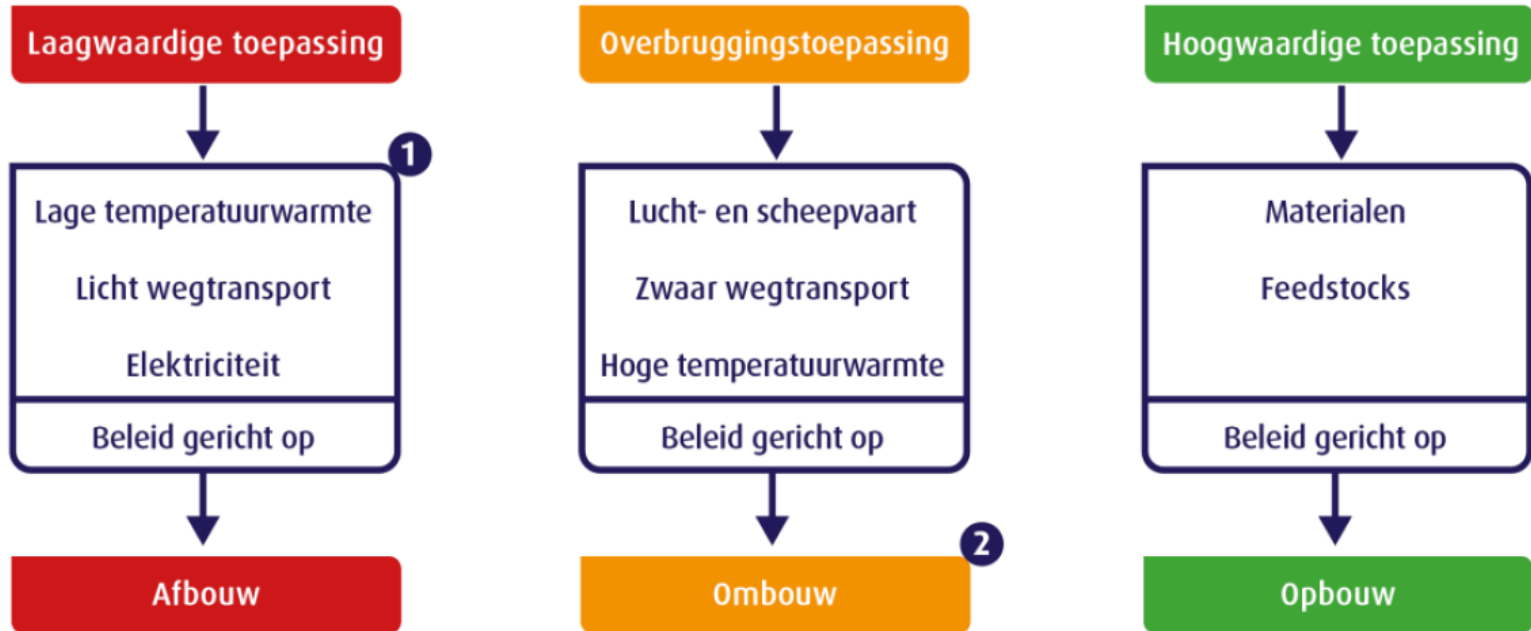 Laagwaardige toepassing
1
Lage temperatuurwarmte
Licht wegtransport
Elektriciteit
Beleid gericht op
Afbouw
Overbruggingstoepassing
Lucht- en scheepvaart
Zwaar wegtransport
Hoge temperatuurwarmte
Beleid gericht op
2
Ombouw
Hoogwaardige toepassing
Materialen
Feedstocks
Beleid gericht op
Opbouw